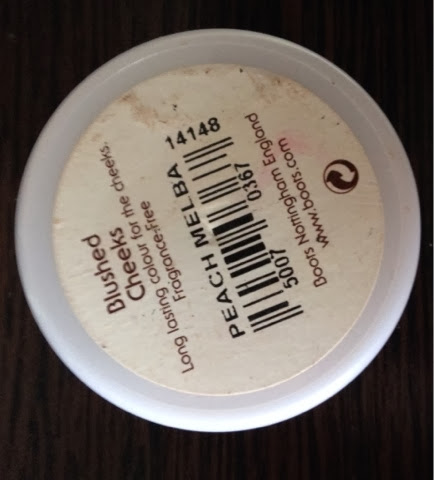 Blushed
Cheeks
Long lasting colour for the cheeks.
Fragrance-Free
PEACH MELBA 14148
5007 0367
Boots Nottingham England
www.boots.com